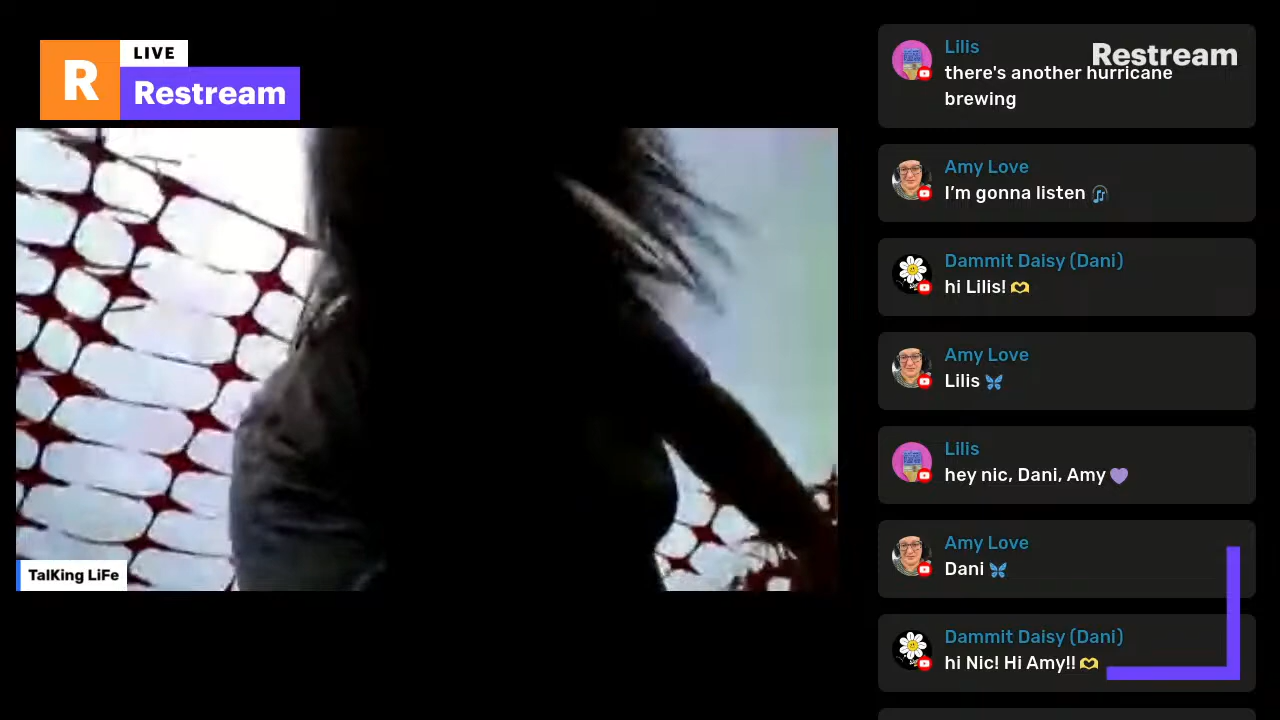 R
LIVE
Restream
TalKing LiFe
Restream
Lilis
there's another hurricane
brewing
Amy Love
I'm gonna listen
Dammit Daisy (Dani)
hi Lilis!
Amy Love
Lilis
Lilis
hey nic, Dani, Amy
Amy Love
Dani
Dammit Daisy (Dani)
hi Nic! Hi Amy!!